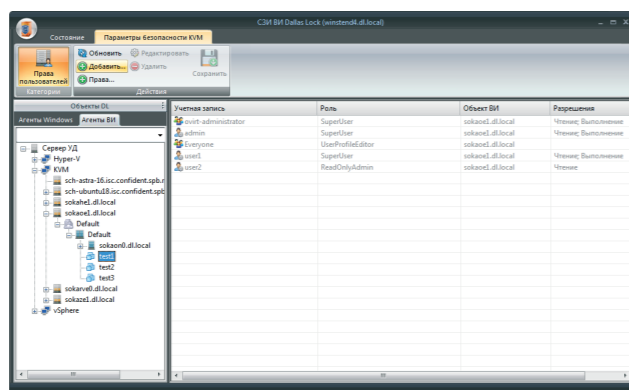 СЗИ ВИ Dallas Lock (winstend4.dl.local)
Состояние
Параметры безопасности KVM
Права пользователей
Обновить
Редактировать
Добавить...
Удалить
Права...
Сохранить
Категории
Действия
Объекты DL
Агенты Windows
Агенты ВИ
Учетная запись
Роль
Объект ВИ
Разрешения
ovirt-administrator
SuperUser
sokaoe1.dl.local
Чтение; Выполнение
admin
SuperUser
sokaoe1.dl.local
Чтение; Выполнение
Everyone
UserProfileEditor
sokaoe1.dl.local
user1
SuperUser
sokaoe1.dl.local
Чтение; Выполнение
user2
ReadOnlyAdmin
sokaoe1.dl.local
Чтение
Сервер УД
Hyper-V
KVM
sch-astra-16.isc.confident.spb.r
sch-ubuntu18.isc.confident.spb
sokahe1.dl.local
sokaoe1.dl.local
Default
Default
sokaon0.dl.local
test1
test2
test3
sokarve0.dl.local
sokaze1.dl.local
vSphere